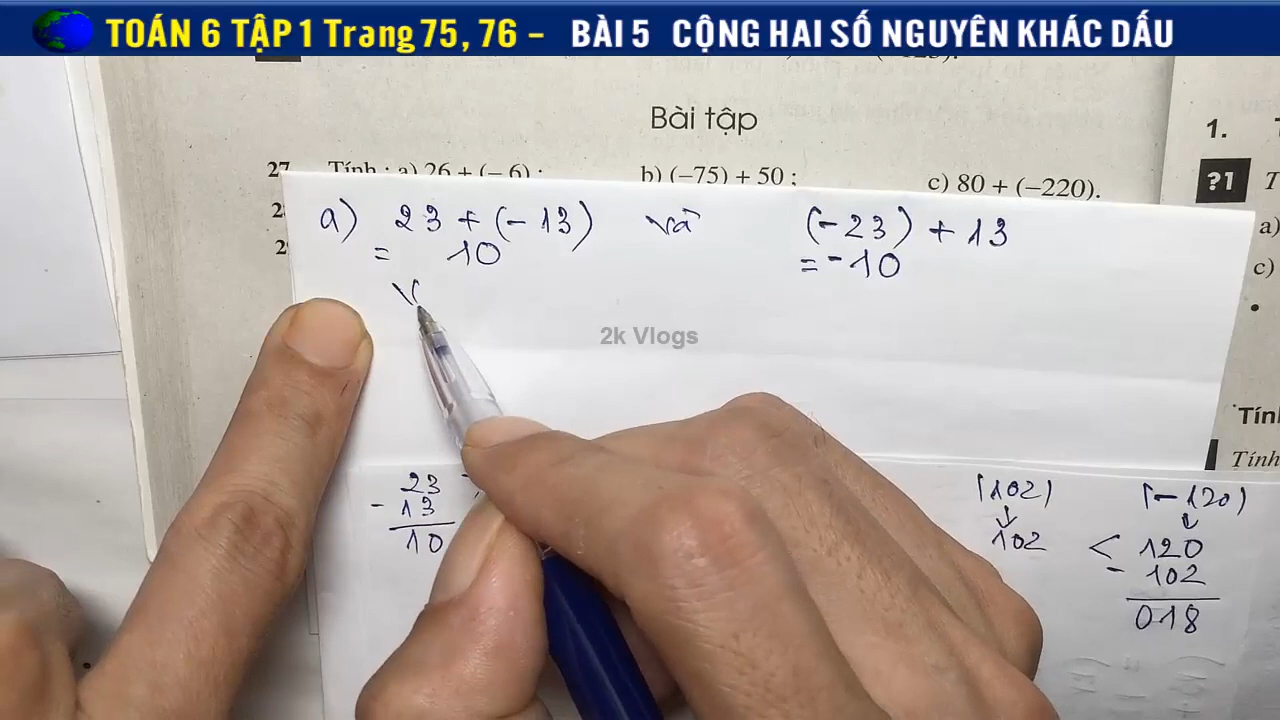 TOÁN 6 TẬP 1 Trang 75, 76 – BÀI 5 CỘNG HAI SỐ NGUYÊN KHÁC DẤU
Bài tập
27. Tính : a) 26 + (– 6) ; b) (–75) + 50 ; c) 80 + (–220).
a) 23 + (-13) và (-23) + 13
= 10 = -10
V
2k Vlogs
23
- 13
10
|102| |-120|
102 < 120
- 102
018
1.
?1
a)
c)
•
Tín
Tính